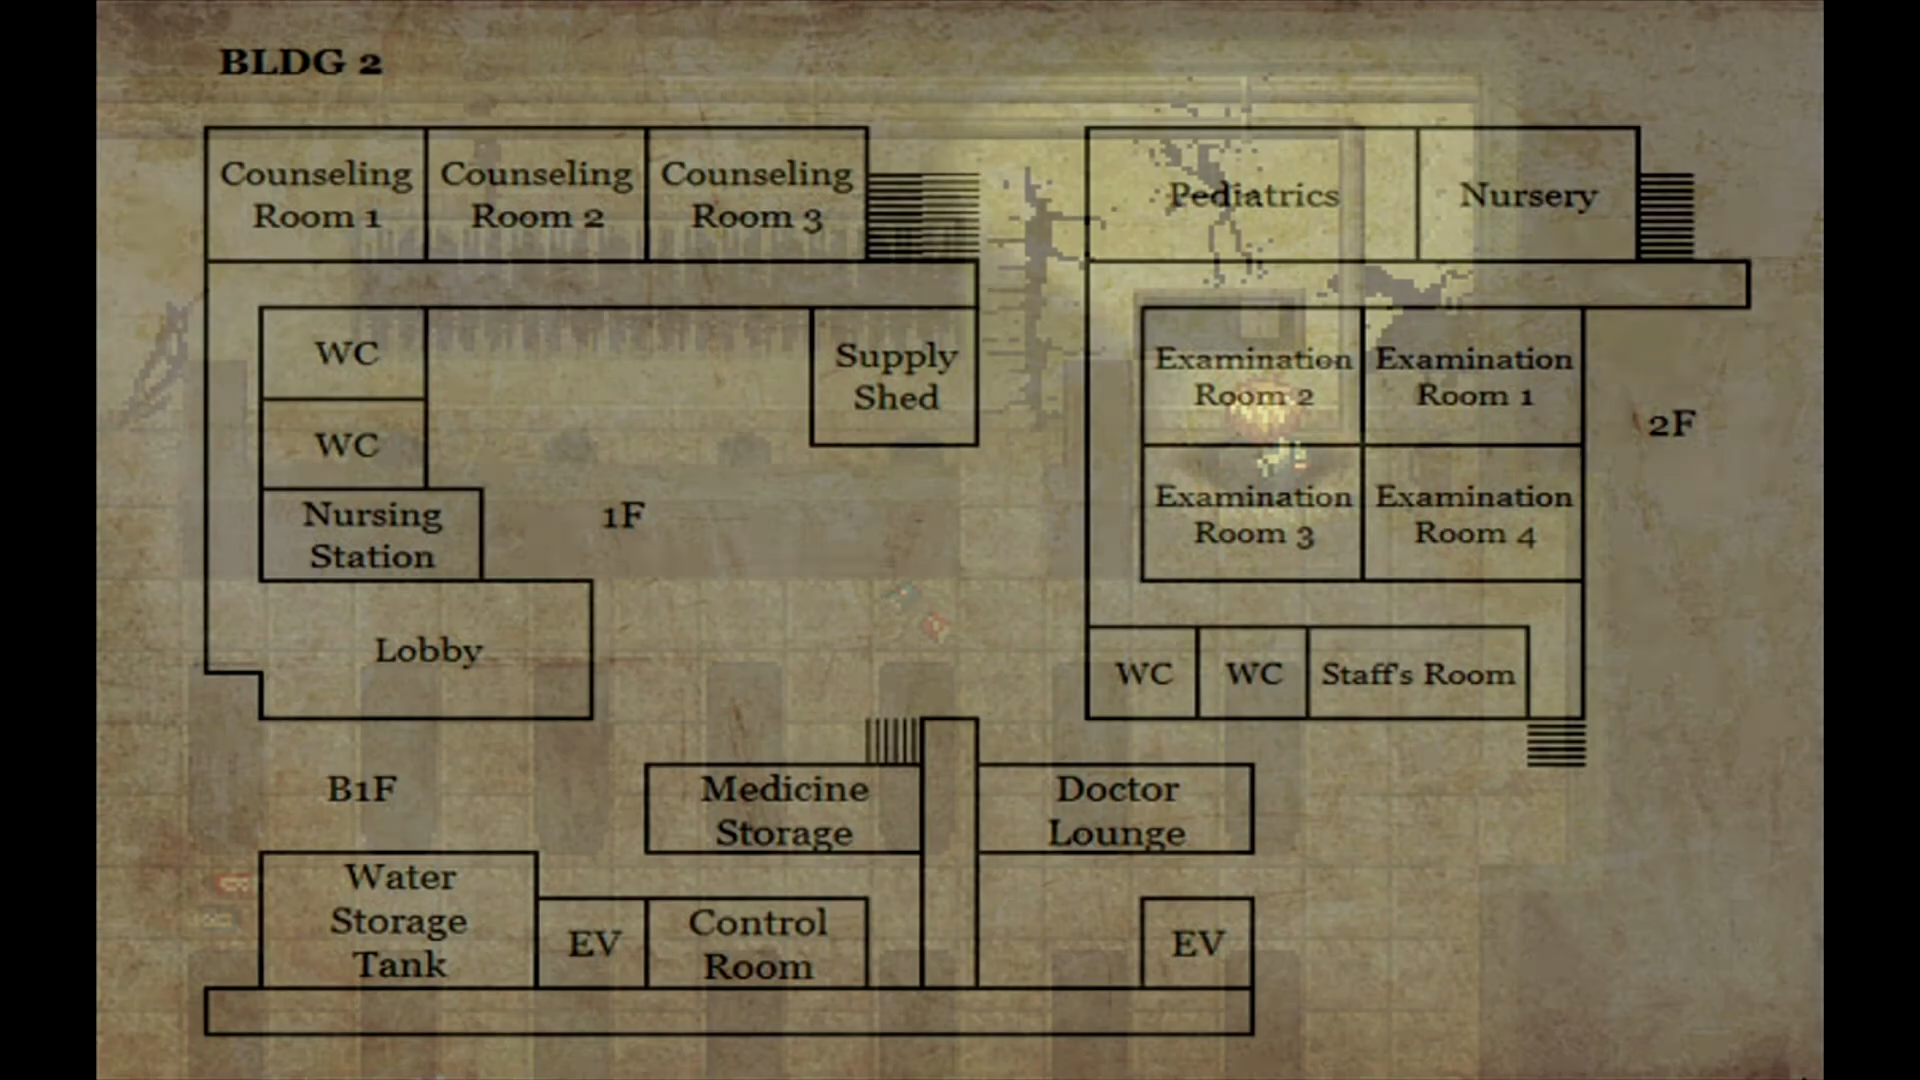 BLDG 2
Counseling
Room 1
Counseling
Room 2
Counseling
Room 3
WC
WC
Nursing
Station
Lobby
Supply
Shed
1F
Pediatrics
Nursery
Examination
Room 2
Examination
Room 1
Examination
Room 3
Examination
Room 4
WC
WC
Staff's Room
2F
B1F
Medicine
Storage
Doctor
Lounge
Water
Storage
Tank
EV
Control
Room
EV